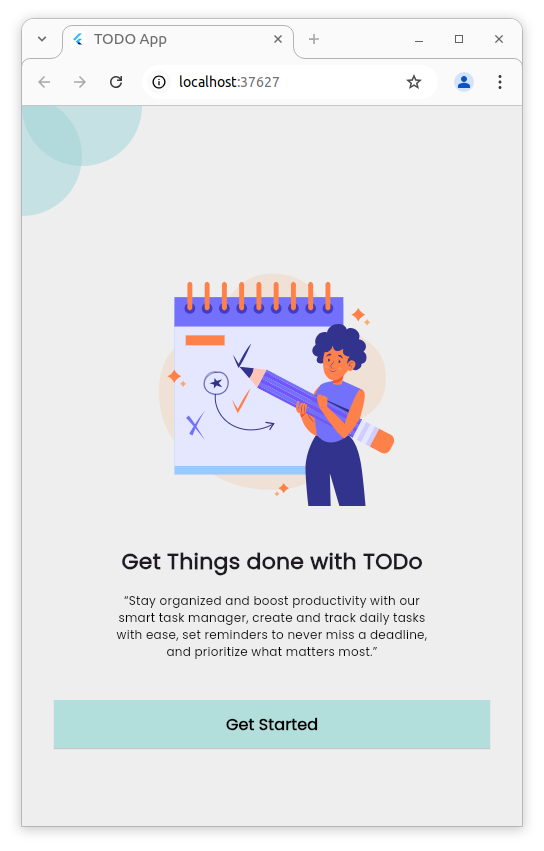 TODO App
localhost:37627
Get Things done with TODo
“Stay organized and boost productivity with our
smart task manager, create and track daily tasks
with ease, set reminders to never miss a deadline,
and prioritize what matters most.”
Get Started